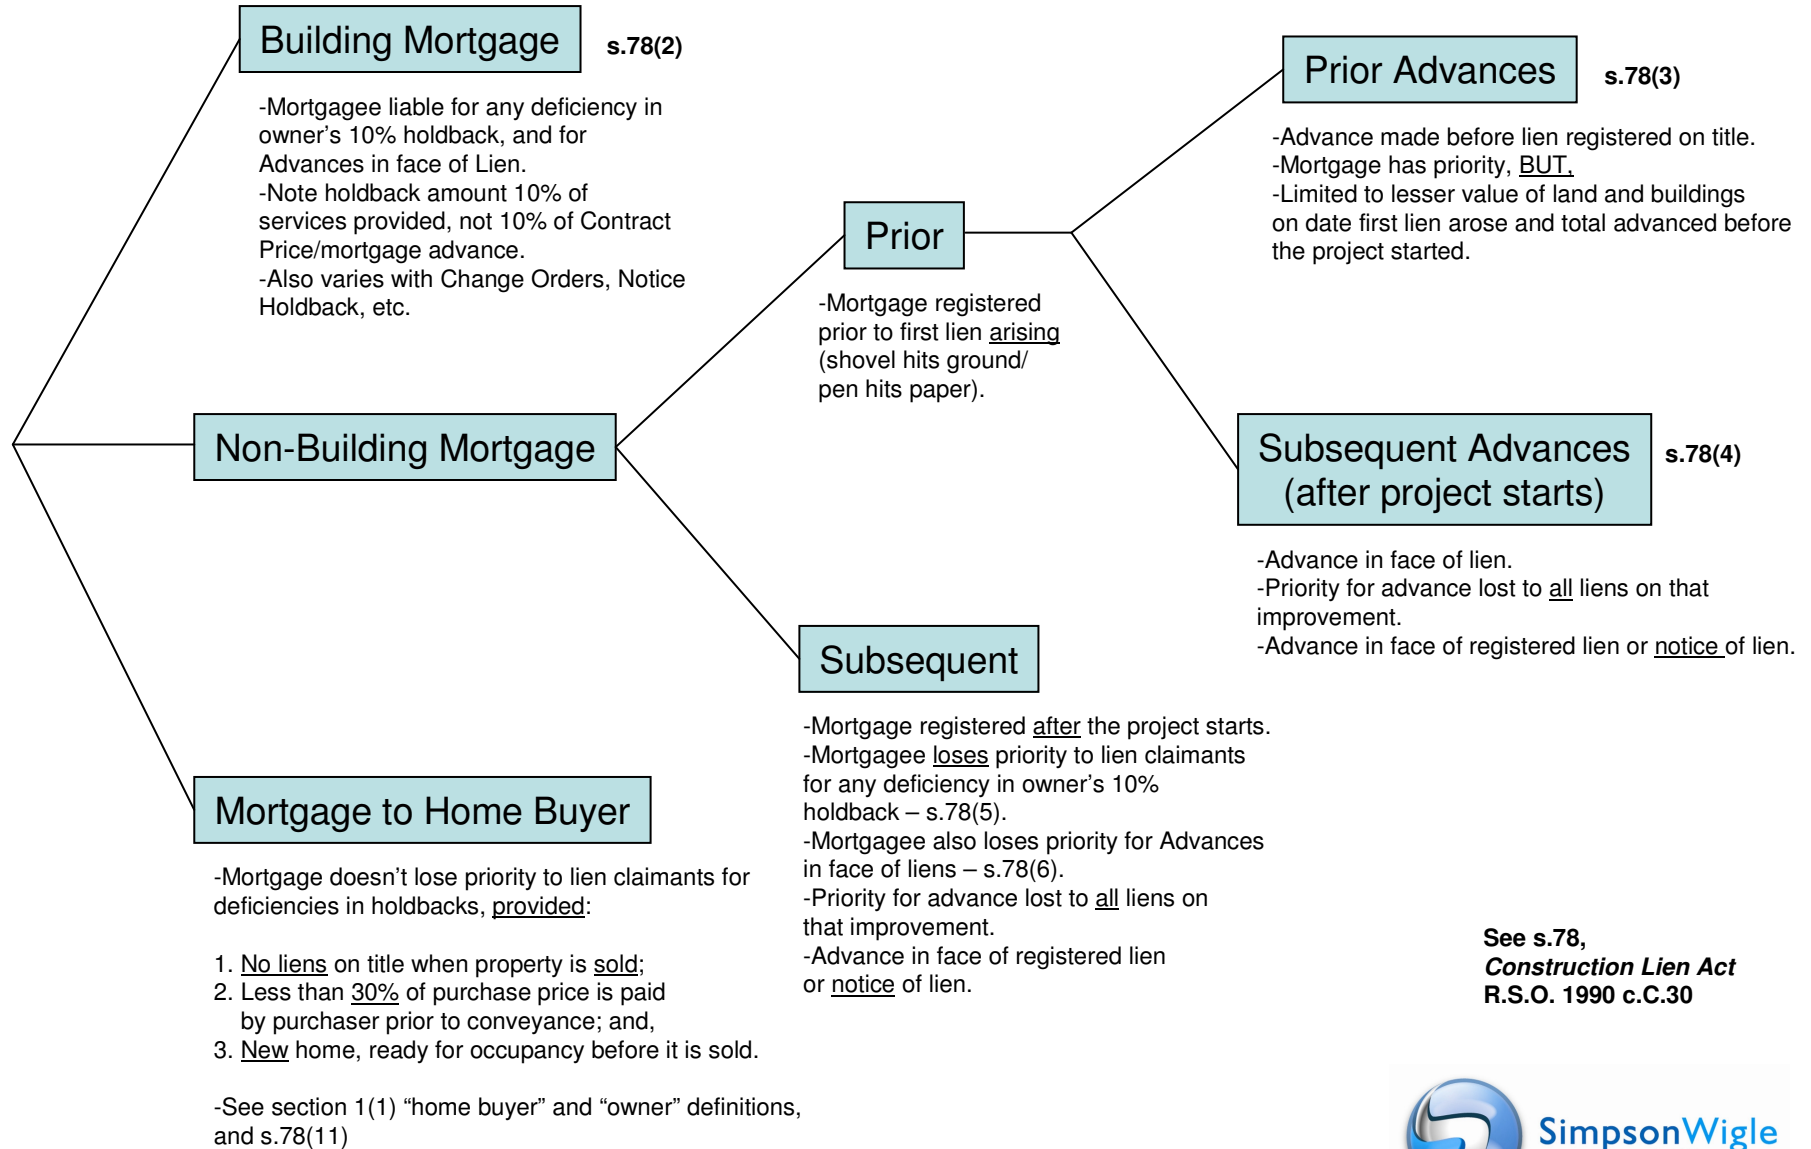 Building Mortgage s.78(2)
-Mortgagee liable for any deficiency in
owner’s 10% holdback, and for
Advances in face of Lien.
-Note holdback amount 10% of
services provided, not 10% of Contract
Price/mortgage advance.
-Also varies with Change Orders, Notice
Holdback, etc.
Non-Building Mortgage
Prior
-Mortgage registered
prior to first lien arising
(shovel hits ground/
pen hits paper).
Prior Advances s.78(3)
-Advance made before lien registered on title.
-Mortgage has priority, BUT,
-Limited to lesser value of land and buildings
on date first lien arose and total advanced before
the project started.
Subsequent Advances s.78(4)
(after project starts)
-Advance in face of lien.
-Priority for advance lost to all liens on that
improvement.
-Advance in face of registered lien or notice of lien.
Subsequent
-Mortgage registered after the project starts.
-Mortgagee loses priority to lien claimants
for any deficiency in owner’s 10%
holdback – s.78(5).
-Mortgagee also loses priority for Advances
in face of liens – s.78(6).
-Priority for advance lost to all liens on
that improvement.
-Advance in face of registered lien
or notice of lien.
Mortgage to Home Buyer
-Mortgage doesn’t lose priority to lien claimants for
deficiencies in holdbacks, provided:
1. No liens on title when property is sold;
2. Less than 30% of purchase price is paid
by purchaser prior to conveyance; and,
3. New home, ready for occupancy before it is sold.
-See section 1(1) “home buyer” and “owner” definitions,
and s.78(11)
See s.78,
Construction Lien Act
R.S.O. 1990 c.C.30
SimpsonWigle